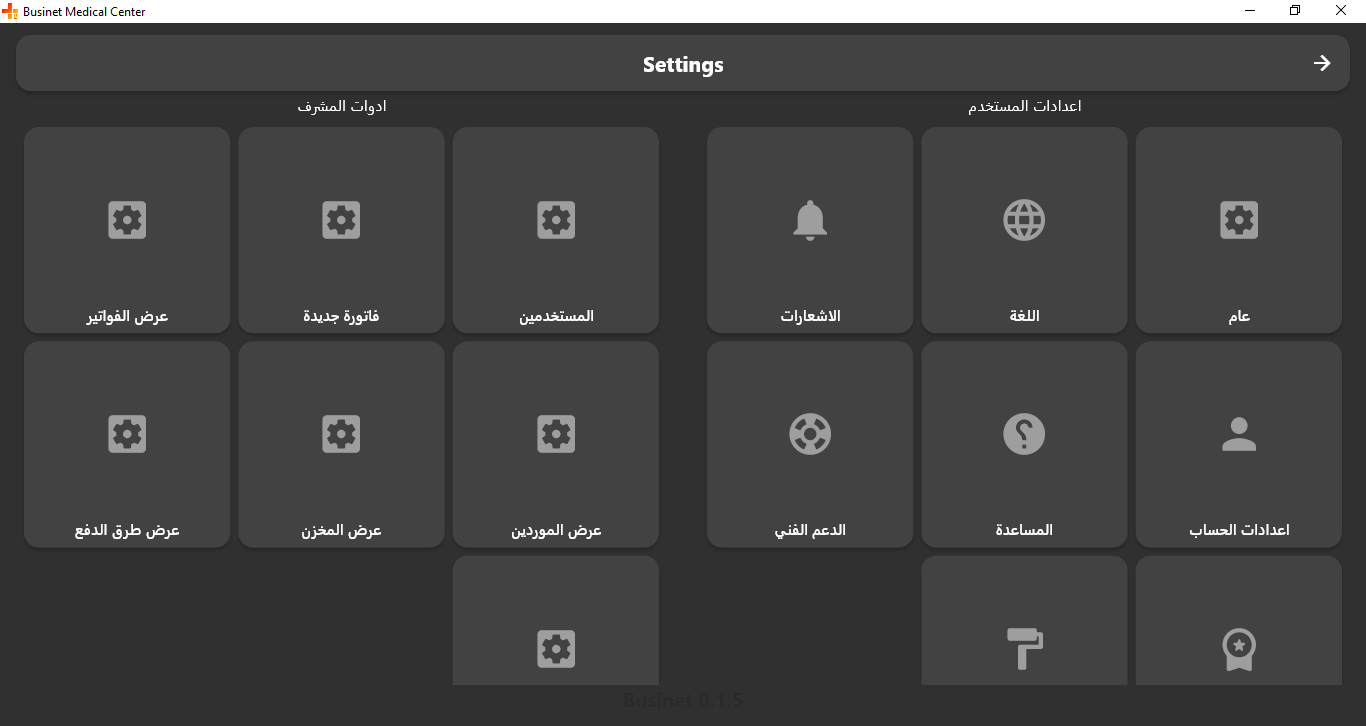 Businet Medical Center
Settings
اعدادات المستخدم
عام
اللغة
الاشعارات
اعدادات الحساب
المساعدة
الدعم الفني
ادوات المشرف
المستخدمين
فاتورة جديدة
عرض الفواتير
عرض الموردين
عرض المخزن
عرض طرق الدفع
Businet 0.1.5